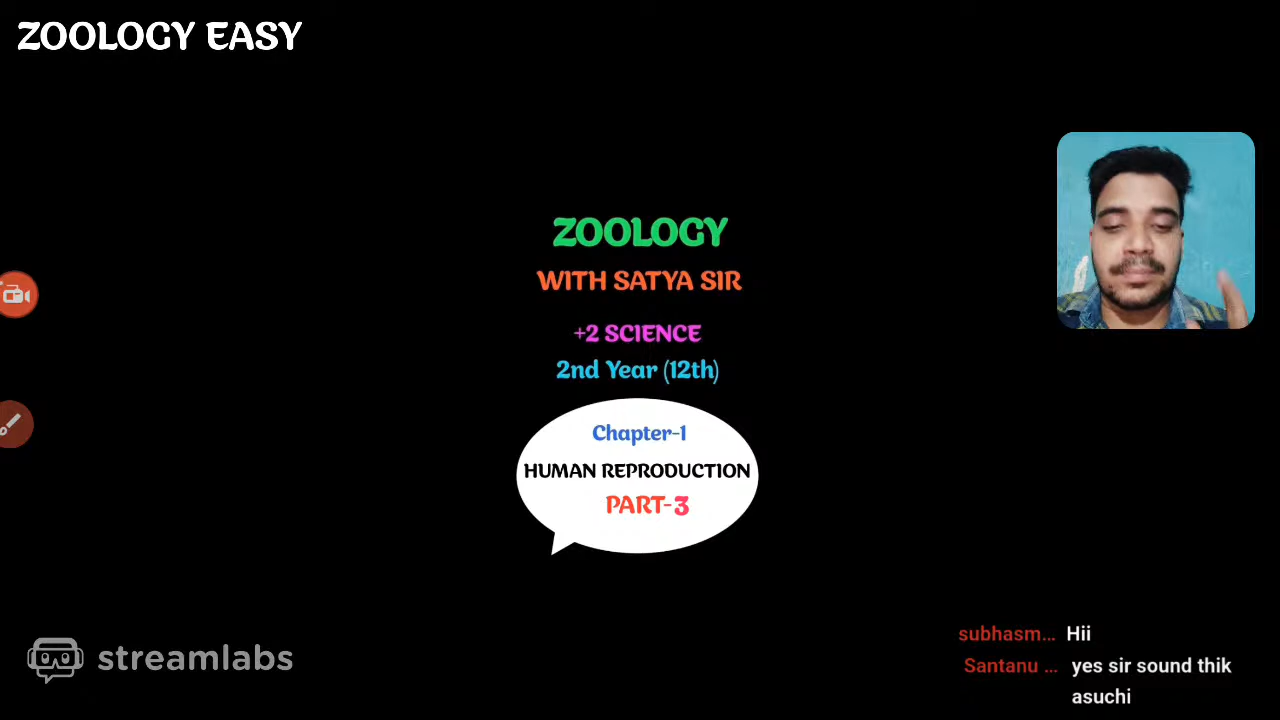 ZOOLOGY EASY
ZOOLOGY
WITH SATYA SIR
+2 SCIENCE
2nd Year (12th)
Chapter-1
HUMAN REPRODUCTION
PART-3
streamlabs
subhasm... Hii
Santanu ... yes sir sound thik
asuchi